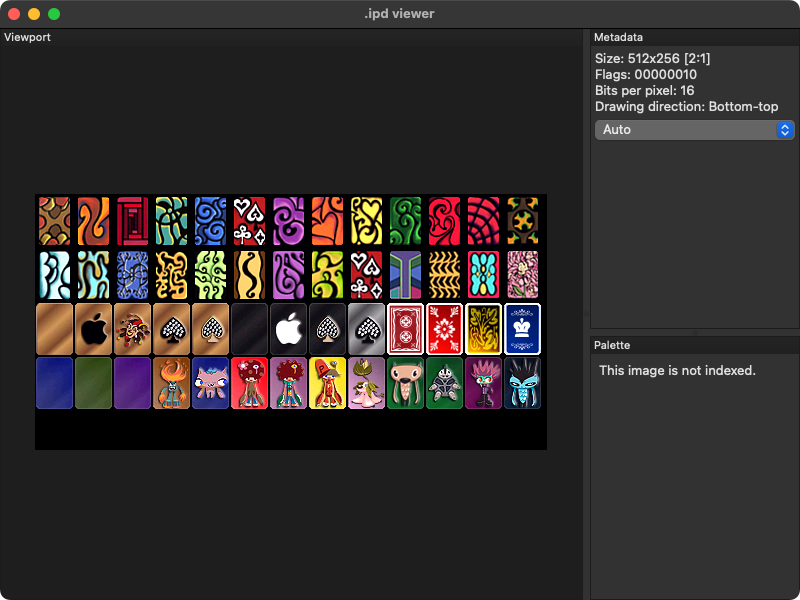 .ipd viewer
Viewport
Metadata
Size: 512x256 [2:1]
Flags: 00000010
Bits per pixel: 16
Drawing direction: Bottom-top
Auto
Palette
This image is not indexed.